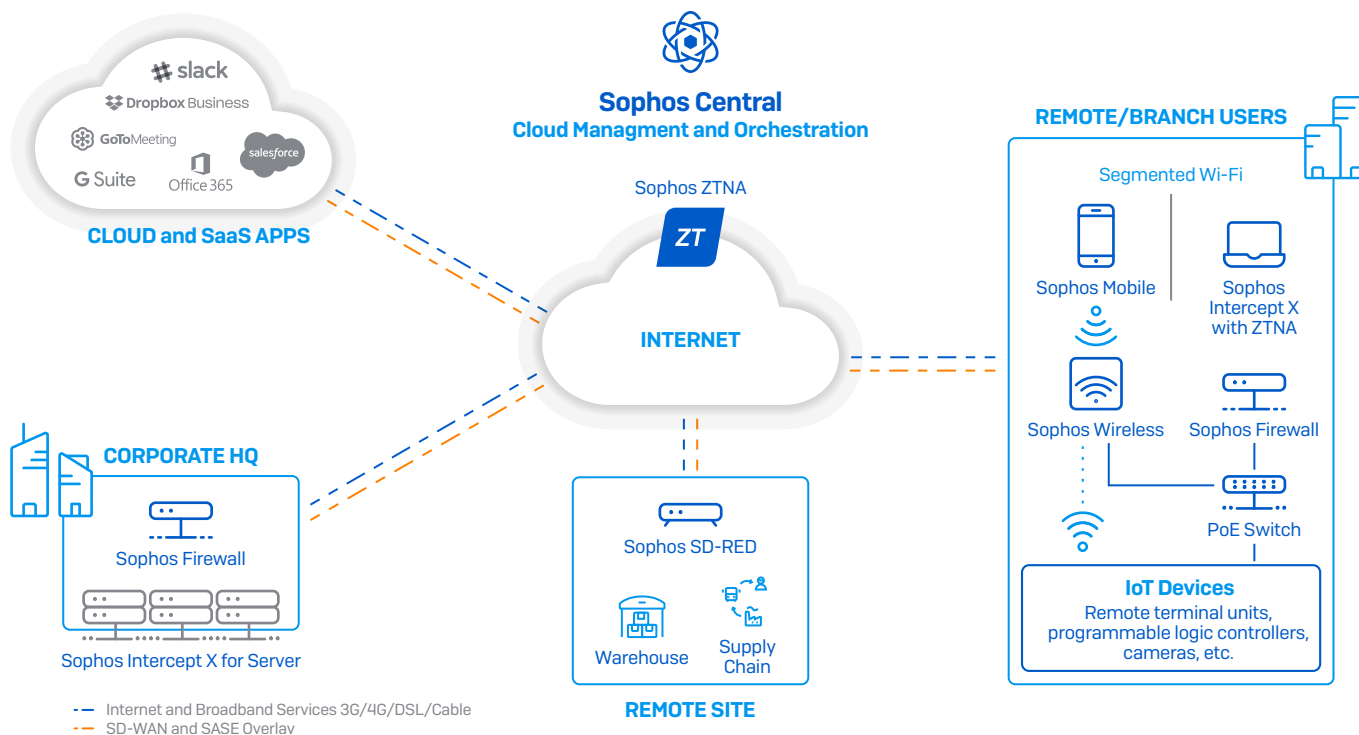 slack
Dropbox Business
GoToMeeting
salesforce
G Suite
Office 365
CLOUD and SaaS APPS
Sophos Central
Cloud Managment and Orchestration
Sophos ZTNA
ZT
INTERNET
REMOTE/BRANCH USERS
Segmented Wi-Fi
Sophos Mobile
Sophos
Intercept X
with ZTNA
Sophos Wireless
Sophos Firewall
PoE Switch
IoT Devices
Remote terminal units,
programmable logic controllers,
cameras, etc.
CORPORATE HQ
Sophos Firewall
Sophos Intercept X for Server
Sophos SD-RED
Warehouse
Supply
Chain
REMOTE SITE
Internet and Broadband Services 3G/4G/DSL/Cable
SD-WAN and SASE Overlay